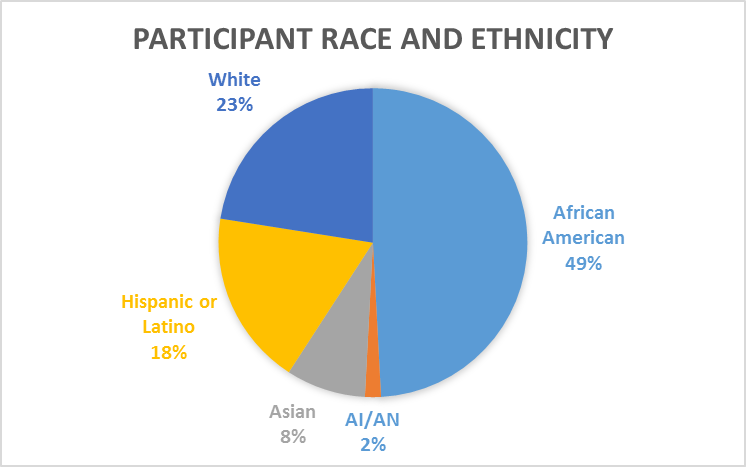 PARTICIPANT RACE AND ETHNICITY
White
23%
African
American
49%
Hispanic or
Latino
18%
Asian
8%
AI/AN
2%